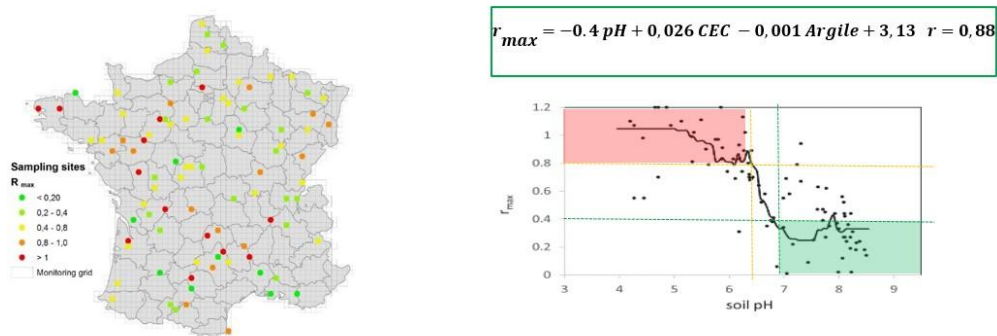 Sampling sites
R max
< 0,20
0,2 - 0,4
0,4 - 0,8
0,8 - 1,0
> 1
Monitoring grid
r max = −0.4 pH + 0,026 CEC − 0,001 Argile + 3,13 r = 0,88
1.2
1
0.8
0.6
0.4
0.2
0
r max
3
4
5
6
7
8
9
soil pH